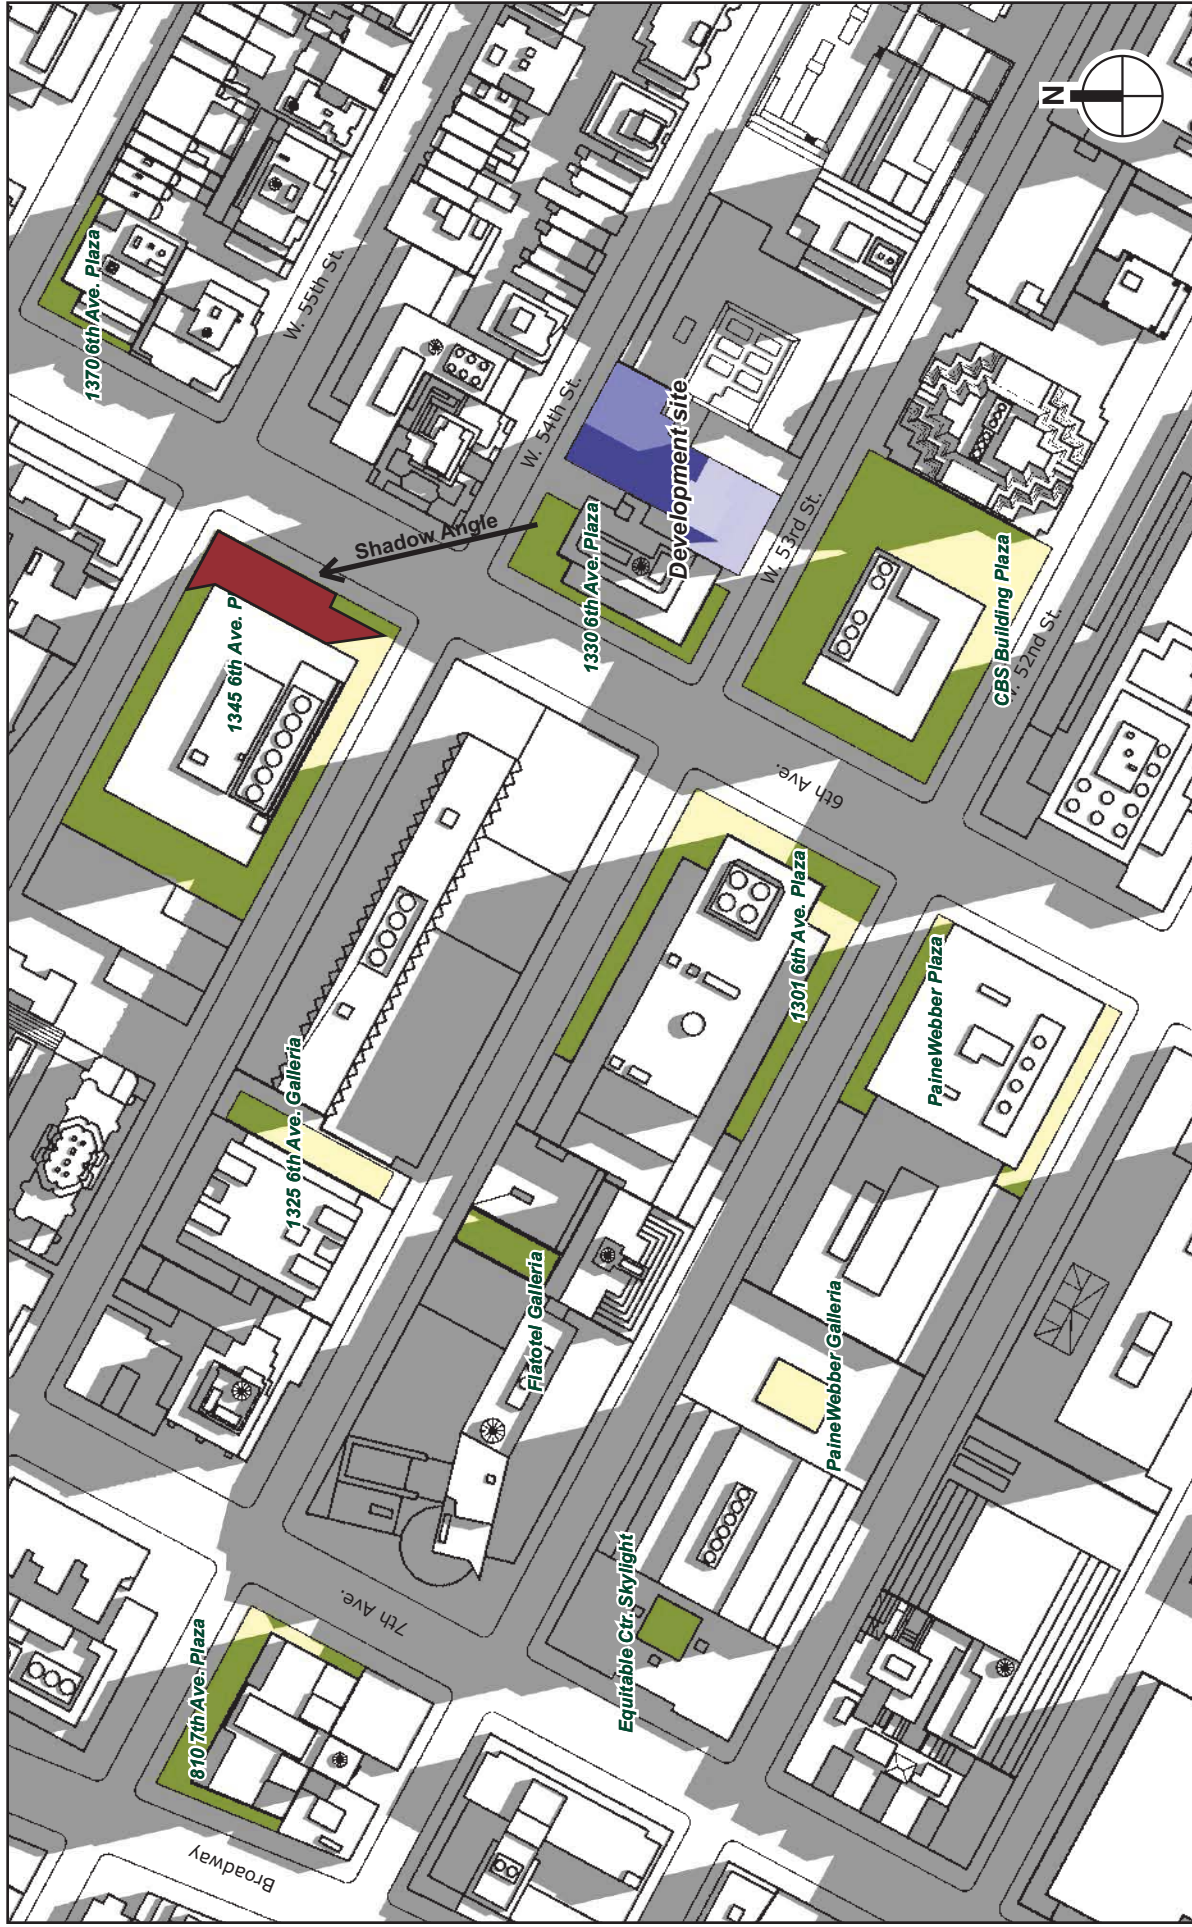 N
1370 6th Ave. Plaza
W. 55th St.
W. 54th St.
Shadow Angle
Development site
1330 6th Ave. Plaza
W. 53rd St.
1345 6th Ave. Pl
CBS Building Plaza
52nd St.
6th Ave.
1301 6th Ave. Plaza
PaineWebber Plaza
1325 6th Ave. Galleria
Flatotel Galleria
PaineWebber Galleria
Equitable Ctr. Skylight
7th Ave.
810 7th Ave. Plaza
Broadway